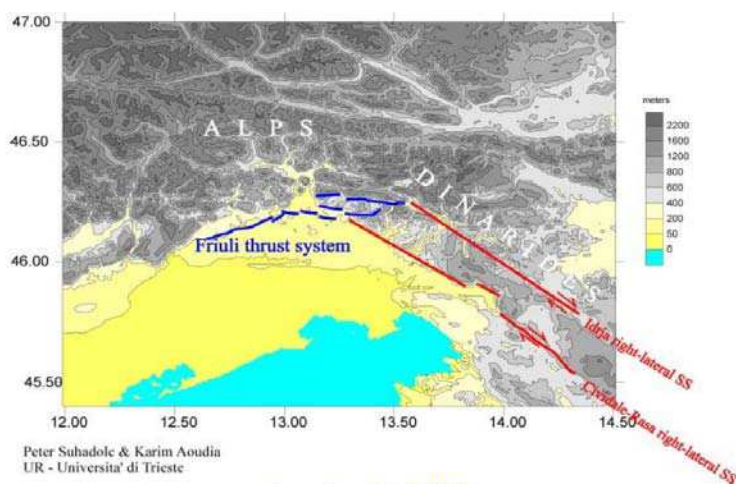 47.00
46.50
46.00
45.50
12.00 12.50 13.00 13.50 14.00 14.50
ALPS
DINARIDES
Friuli thrust system
Idrja right-lateral SS
Cividale-Rasa right-lateral SS
meters
2200
1600
1200
800
600
400
200
50
0
Peter Suhadolc & Karim Aoudia
UR - Universita' di Trieste